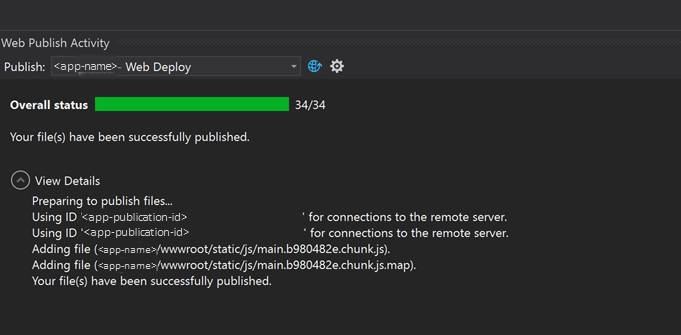 Web Publish Activity
Publish: <app-name>- Web Deploy
Overall status 34/34
Your file(s) have been successfully published.
View Details
Preparing to publish files...
Using ID '<app-publication-id> ' for connections to the remote server.
Using ID '<app-publication-id> ' for connections to the remote server.
Adding file (<app-name>/wwwroot/static/js/main.b980482e.chunk.js).
Adding file (<app-name>/wwwroot/static/js/main.b980482e.chunk.js.map).
Your file(s) have been successfully published.